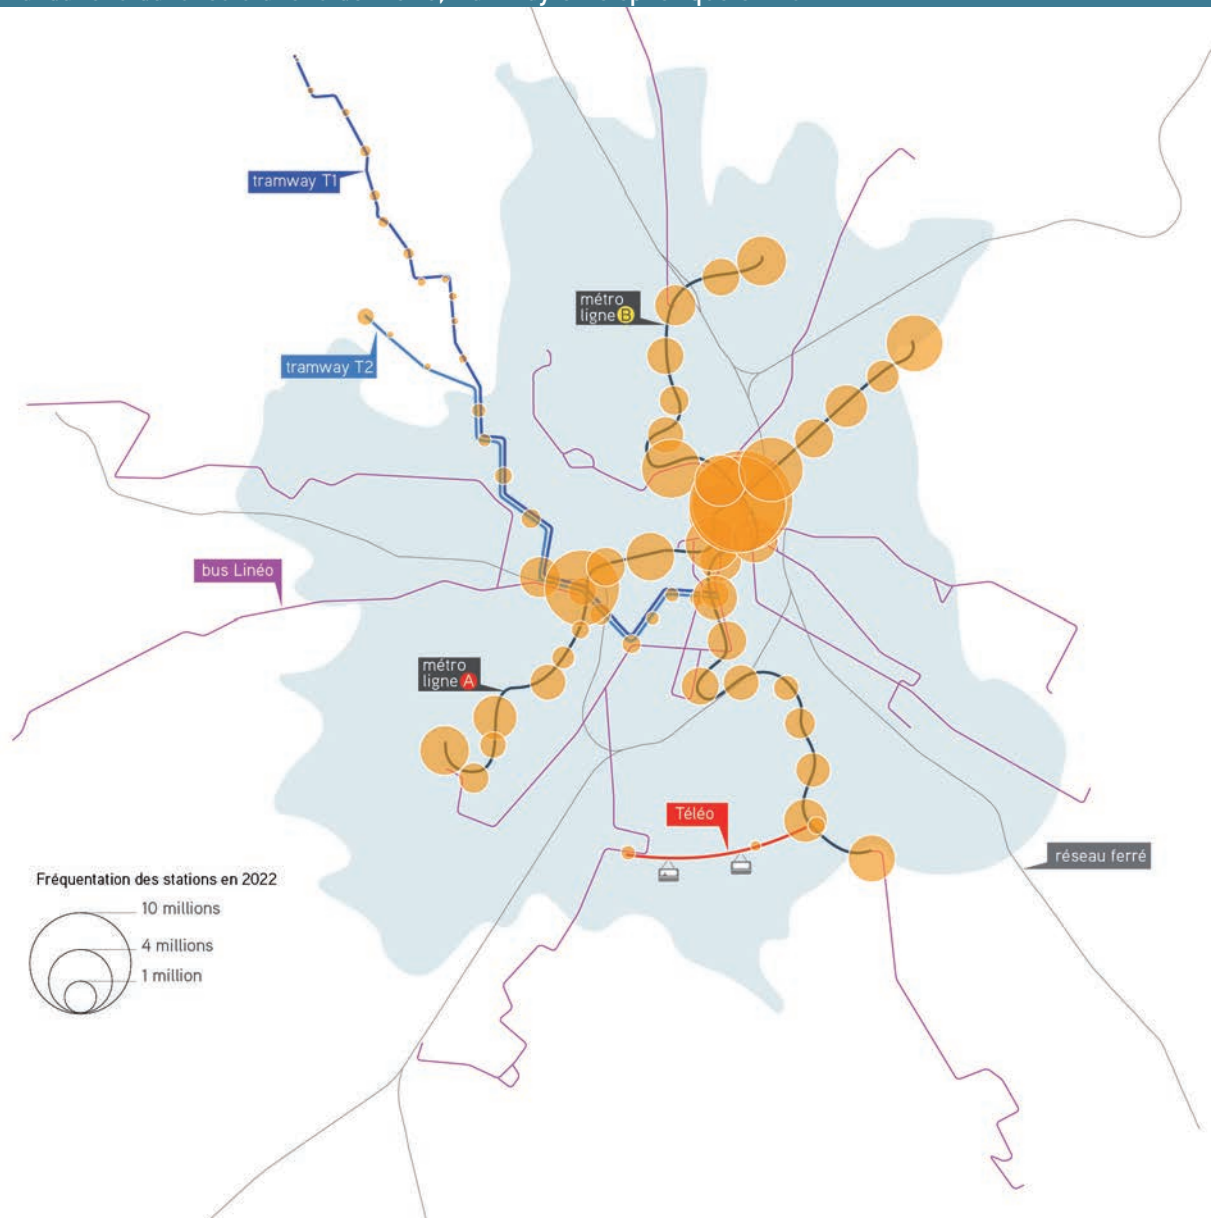 tramway T1
métro
ligne B
tramway T2
bus Linéo
métro
ligne A
Téléo
réseau ferré
Fréquentation des stations en 2022
10 millions
4 millions
1 million